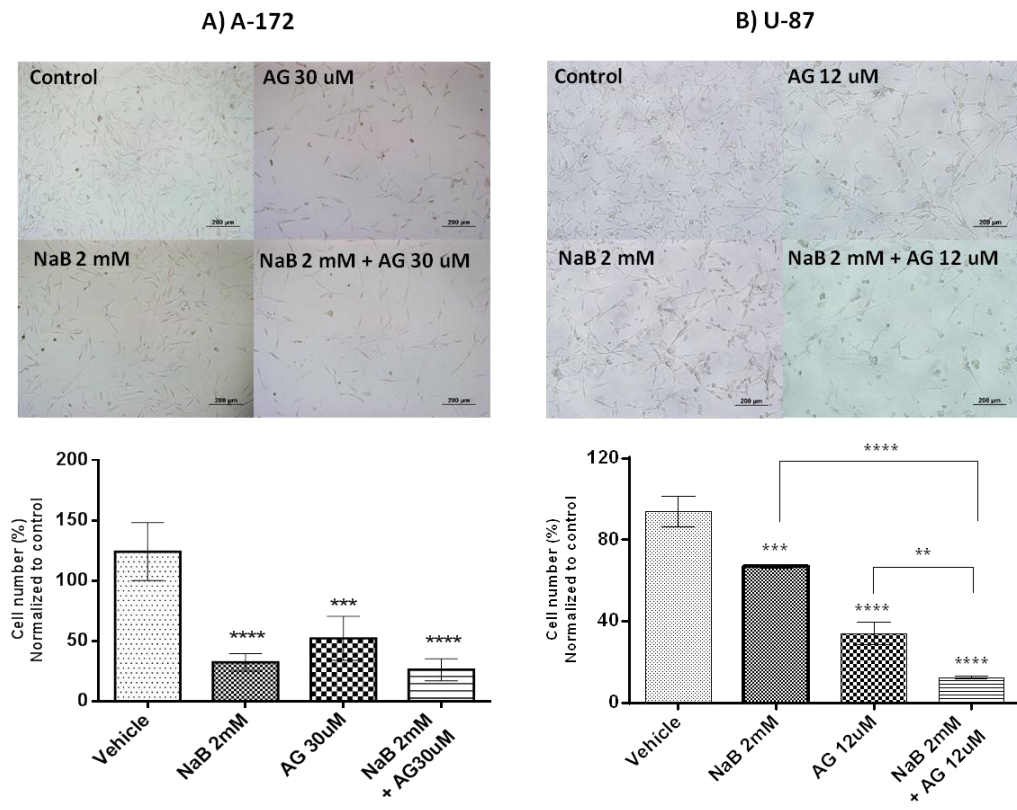 A) A-172
B) U-87
Control
AG 30 uM
200 µm
200 µm
NaB 2 mM
NaB 2 mM + AG 30 uM
200 µm
200 µm
Control
AG 12 uM
200 µm
200 µm
NaB 2 mM
NaB 2 mM + AG 12 uM
200 µm
200 µm
Cell number (%)
Normalized to control
200
150
100
50
0
****
***
****
Vehicle
NaB 2mM
AG 30uM
NaB 2mM
+ AG30uM
Cell number (%)
Normalized to control
120
80
40
0
****
***
**
****
****
Vehicle
NaB 2mM
AG 12uM
NaB 2mM
+ AG 12uM